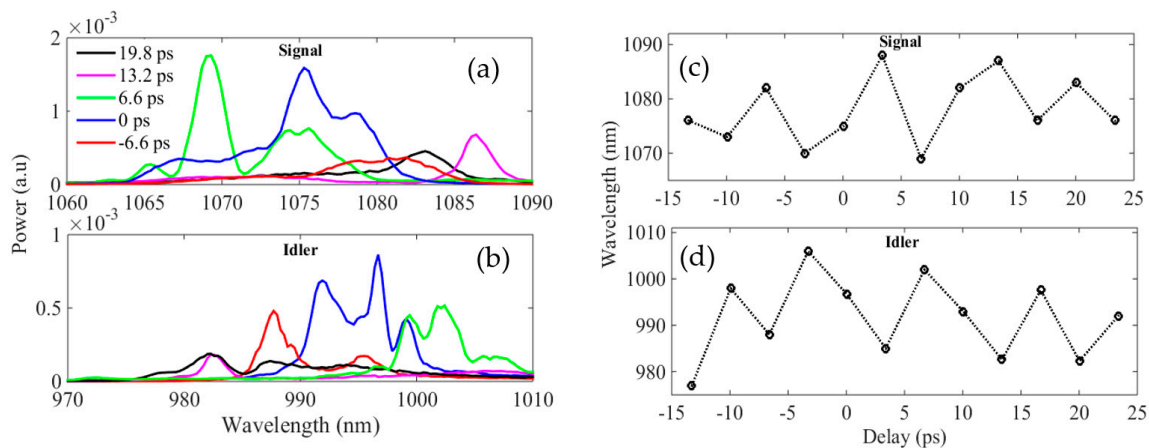 ×10⁻³
Signal
(a)
2
1
0
19.8 ps
13.2 ps
6.6 ps
0 ps
-6.6 ps
1060 1065 1070 1075 1080 1085 1090
Power (a.u)
×10⁻³
Idler
(b)
1
0.5
0
970 980 990 1000 1010
Wavelength (nm)
(c)
Signal
1090
1080
1070
-15 -10 -5 0 5 10 15 20 25
Wavelength (nm)
(d)
Idler
1010
1000
990
980
-15 -10 -5 0 5 10 15 20 25
Delay (ps)